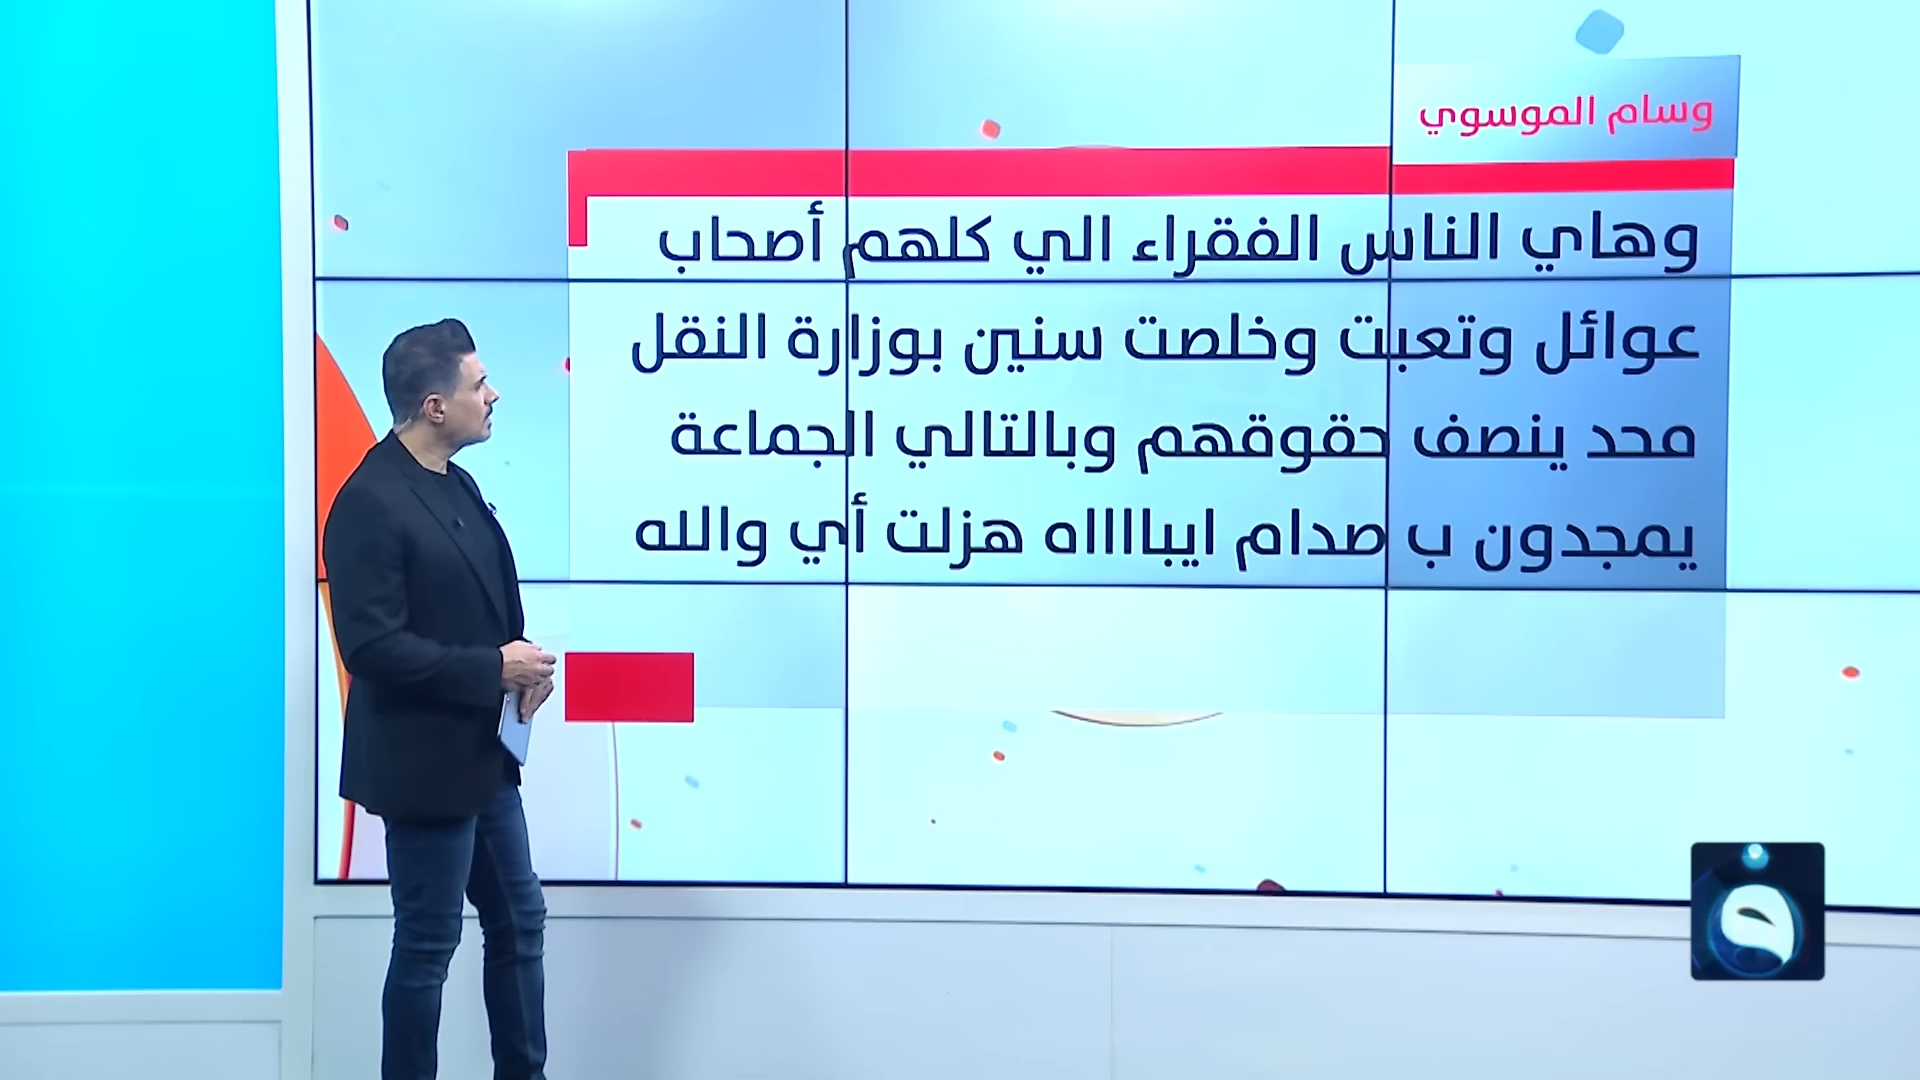 وسام الموسوي
وهاي الناس الفقراء الي كلهم أصحاب
عوائل وتعبت وخلصت سنين بوزارة النقل
محد ينصف حقوقهم وبالتالي الجماعة
يمجدون ب صدام ايبااااه هزلت أي والله